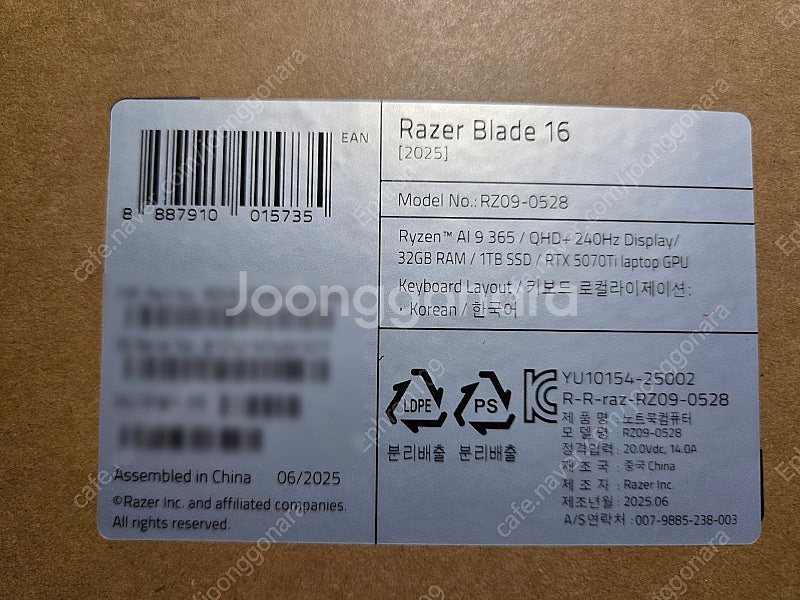 EAN
8 887910 015735
Razer Blade 16
[2025]
Model No.: RZ09-0528
Ryzen™ AI 9 365 / QHD+ 240Hz Display/
32GB RAM / 1TB SSD / RTX 5070Ti laptop GPU
Keyboard Layout / 키보드 로컬라이제이션:
· Korean / 한국어
Joonggonara
LDPE
분리배출
PS
분리배출
YU10154-25002
R-R-raz-RZ09-0528
제 품 명 : 노트북컴퓨터
모 델 명 : RZ09-0528
정격입력 : 20.0Vdc, 14.0A
제 조 국 : 중국 China
제 조 자 : Razer Inc.
제조년월 : 2025.06
A/S연락처 : 007-9885-238-003
Assembled in China 06/2025
©Razer Inc. and affiliated companies.
All rights reserved.
cafe.naver.com/joonggonara